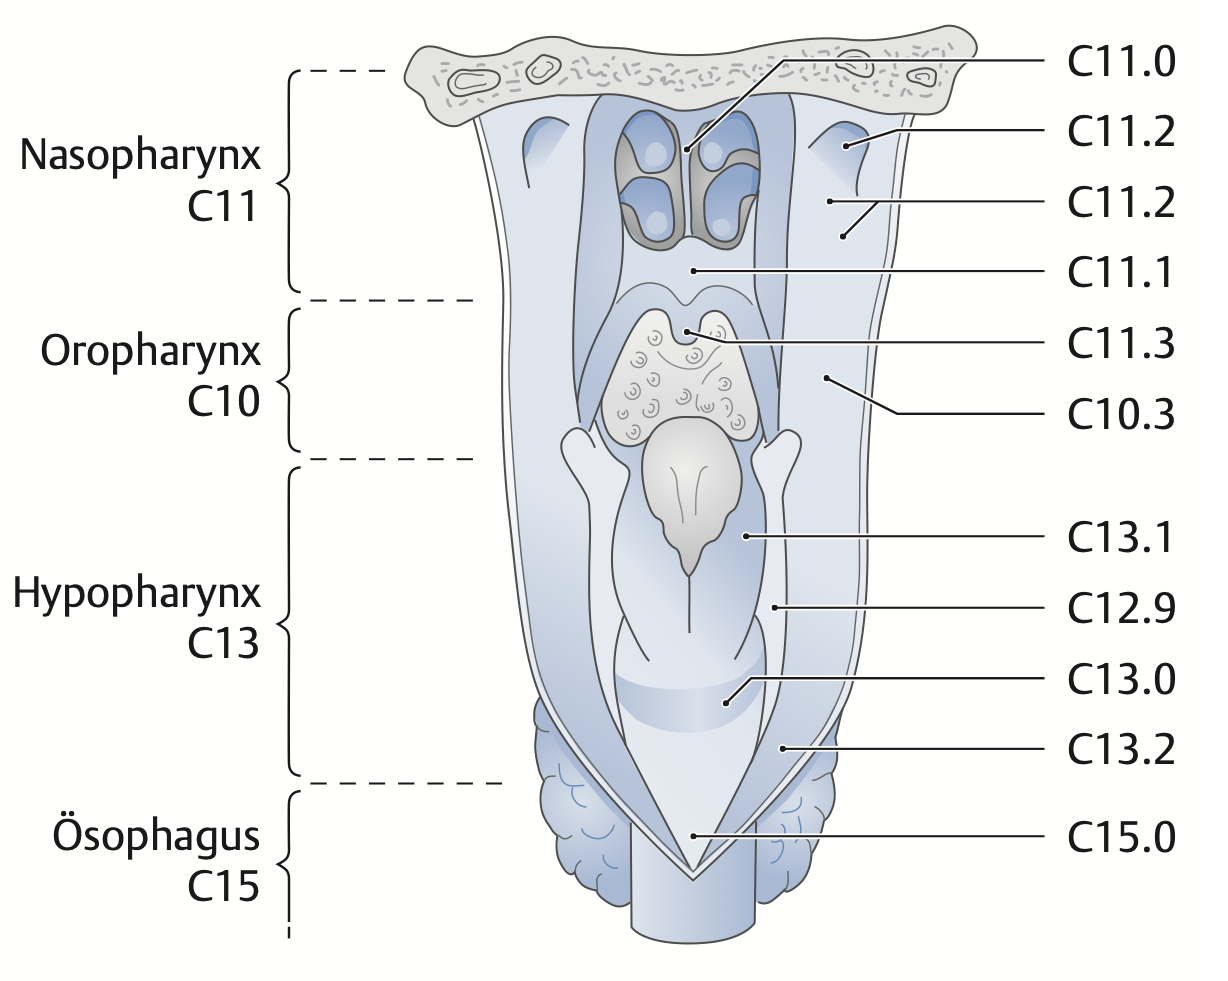 Nasopharynx
C11
Oropharynx
C10
Hypopharynx
C13
Ösophagus
C15
C11.0
C11.2
C11.2
C11.1
C11.3
C10.3
C13.1
C12.9
C13.0
C13.2
C15.0